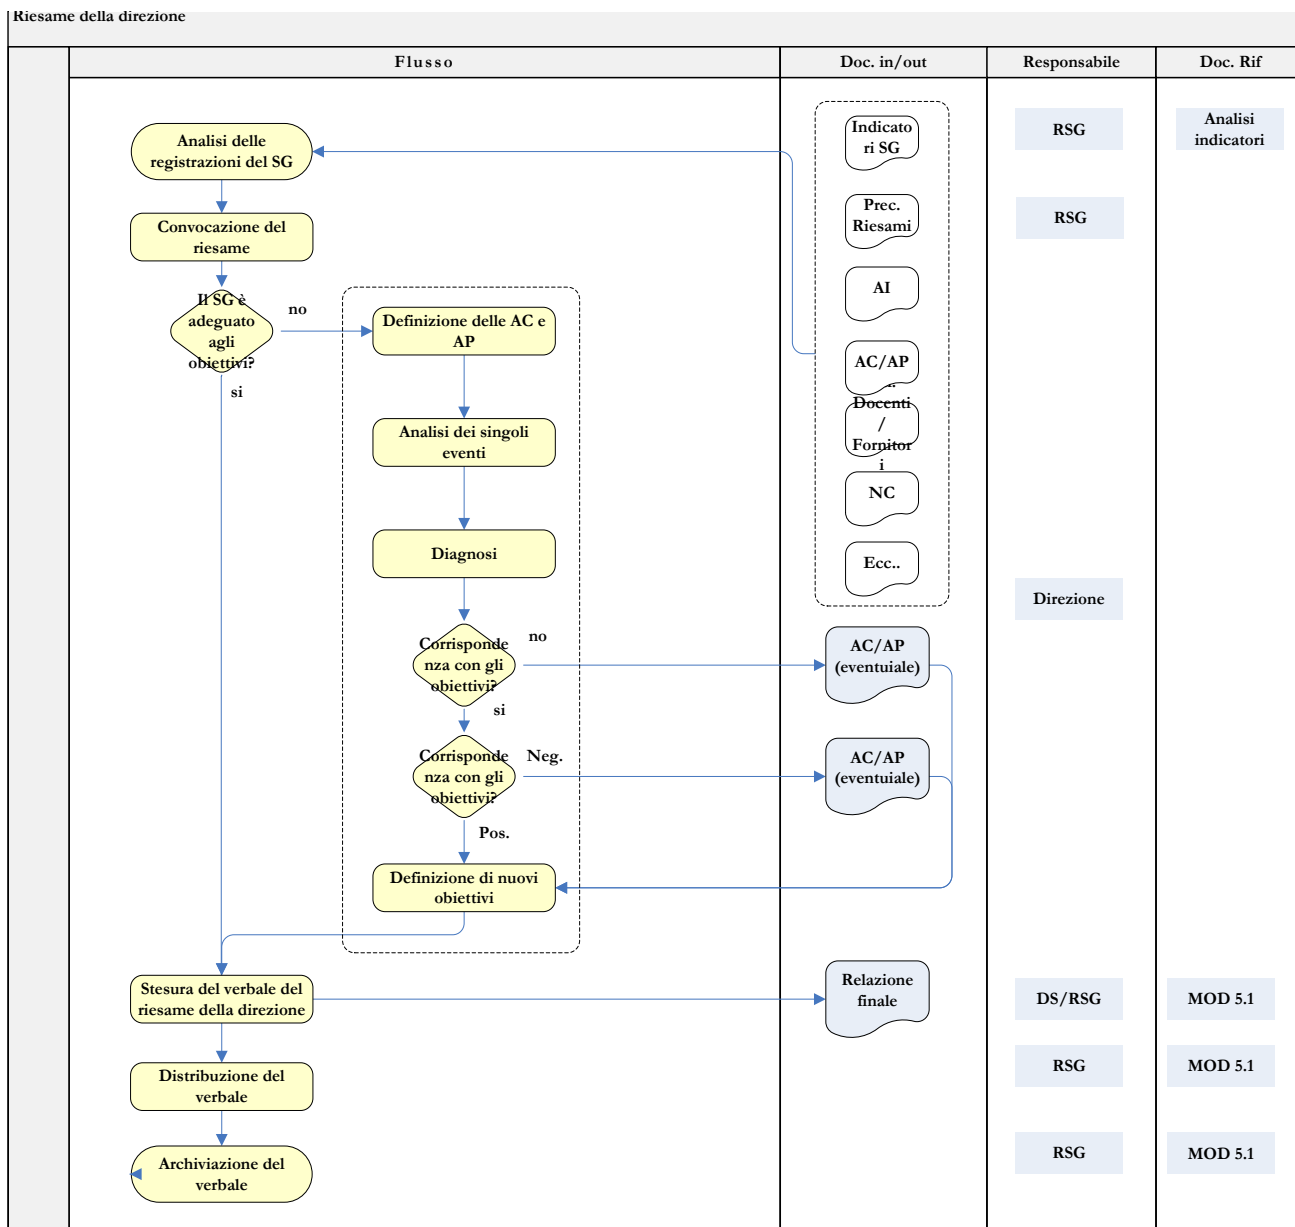 Riesame della direzione
Flusso
Doc. in/out
Responsabile
Doc. Rif
Analisi delle
registrazioni del SG
Indicato
ri SG
RSG
Analisi
indicatori
Convocazione del
riesame
Prec.
Riesami
RSG
Il SG è
adeguato
agli
obiettivi?
no
si
Definizione delle AC e
AP
AI
AC/AP
Analisi dei singoli
eventi
Docenti
/
Fornitor
i
NC
Diagnosi
Ecc..
Direzione
Corrisponde
nza con gli
obiettivi?
no
si
AC/AP
(eventuiale)
Corrisponde
nza con gli
obiettivi?
Neg.
Pos.
AC/AP
(eventuiale)
Definizione di nuovi
obiettivi
Stesura del verbale del
riesame della direzione
Relazione
finale
DS/RSG
MOD 5.1
Distribuzione del
verbale
RSG
MOD 5.1
Archiviazione del
verbale
RSG
MOD 5.1